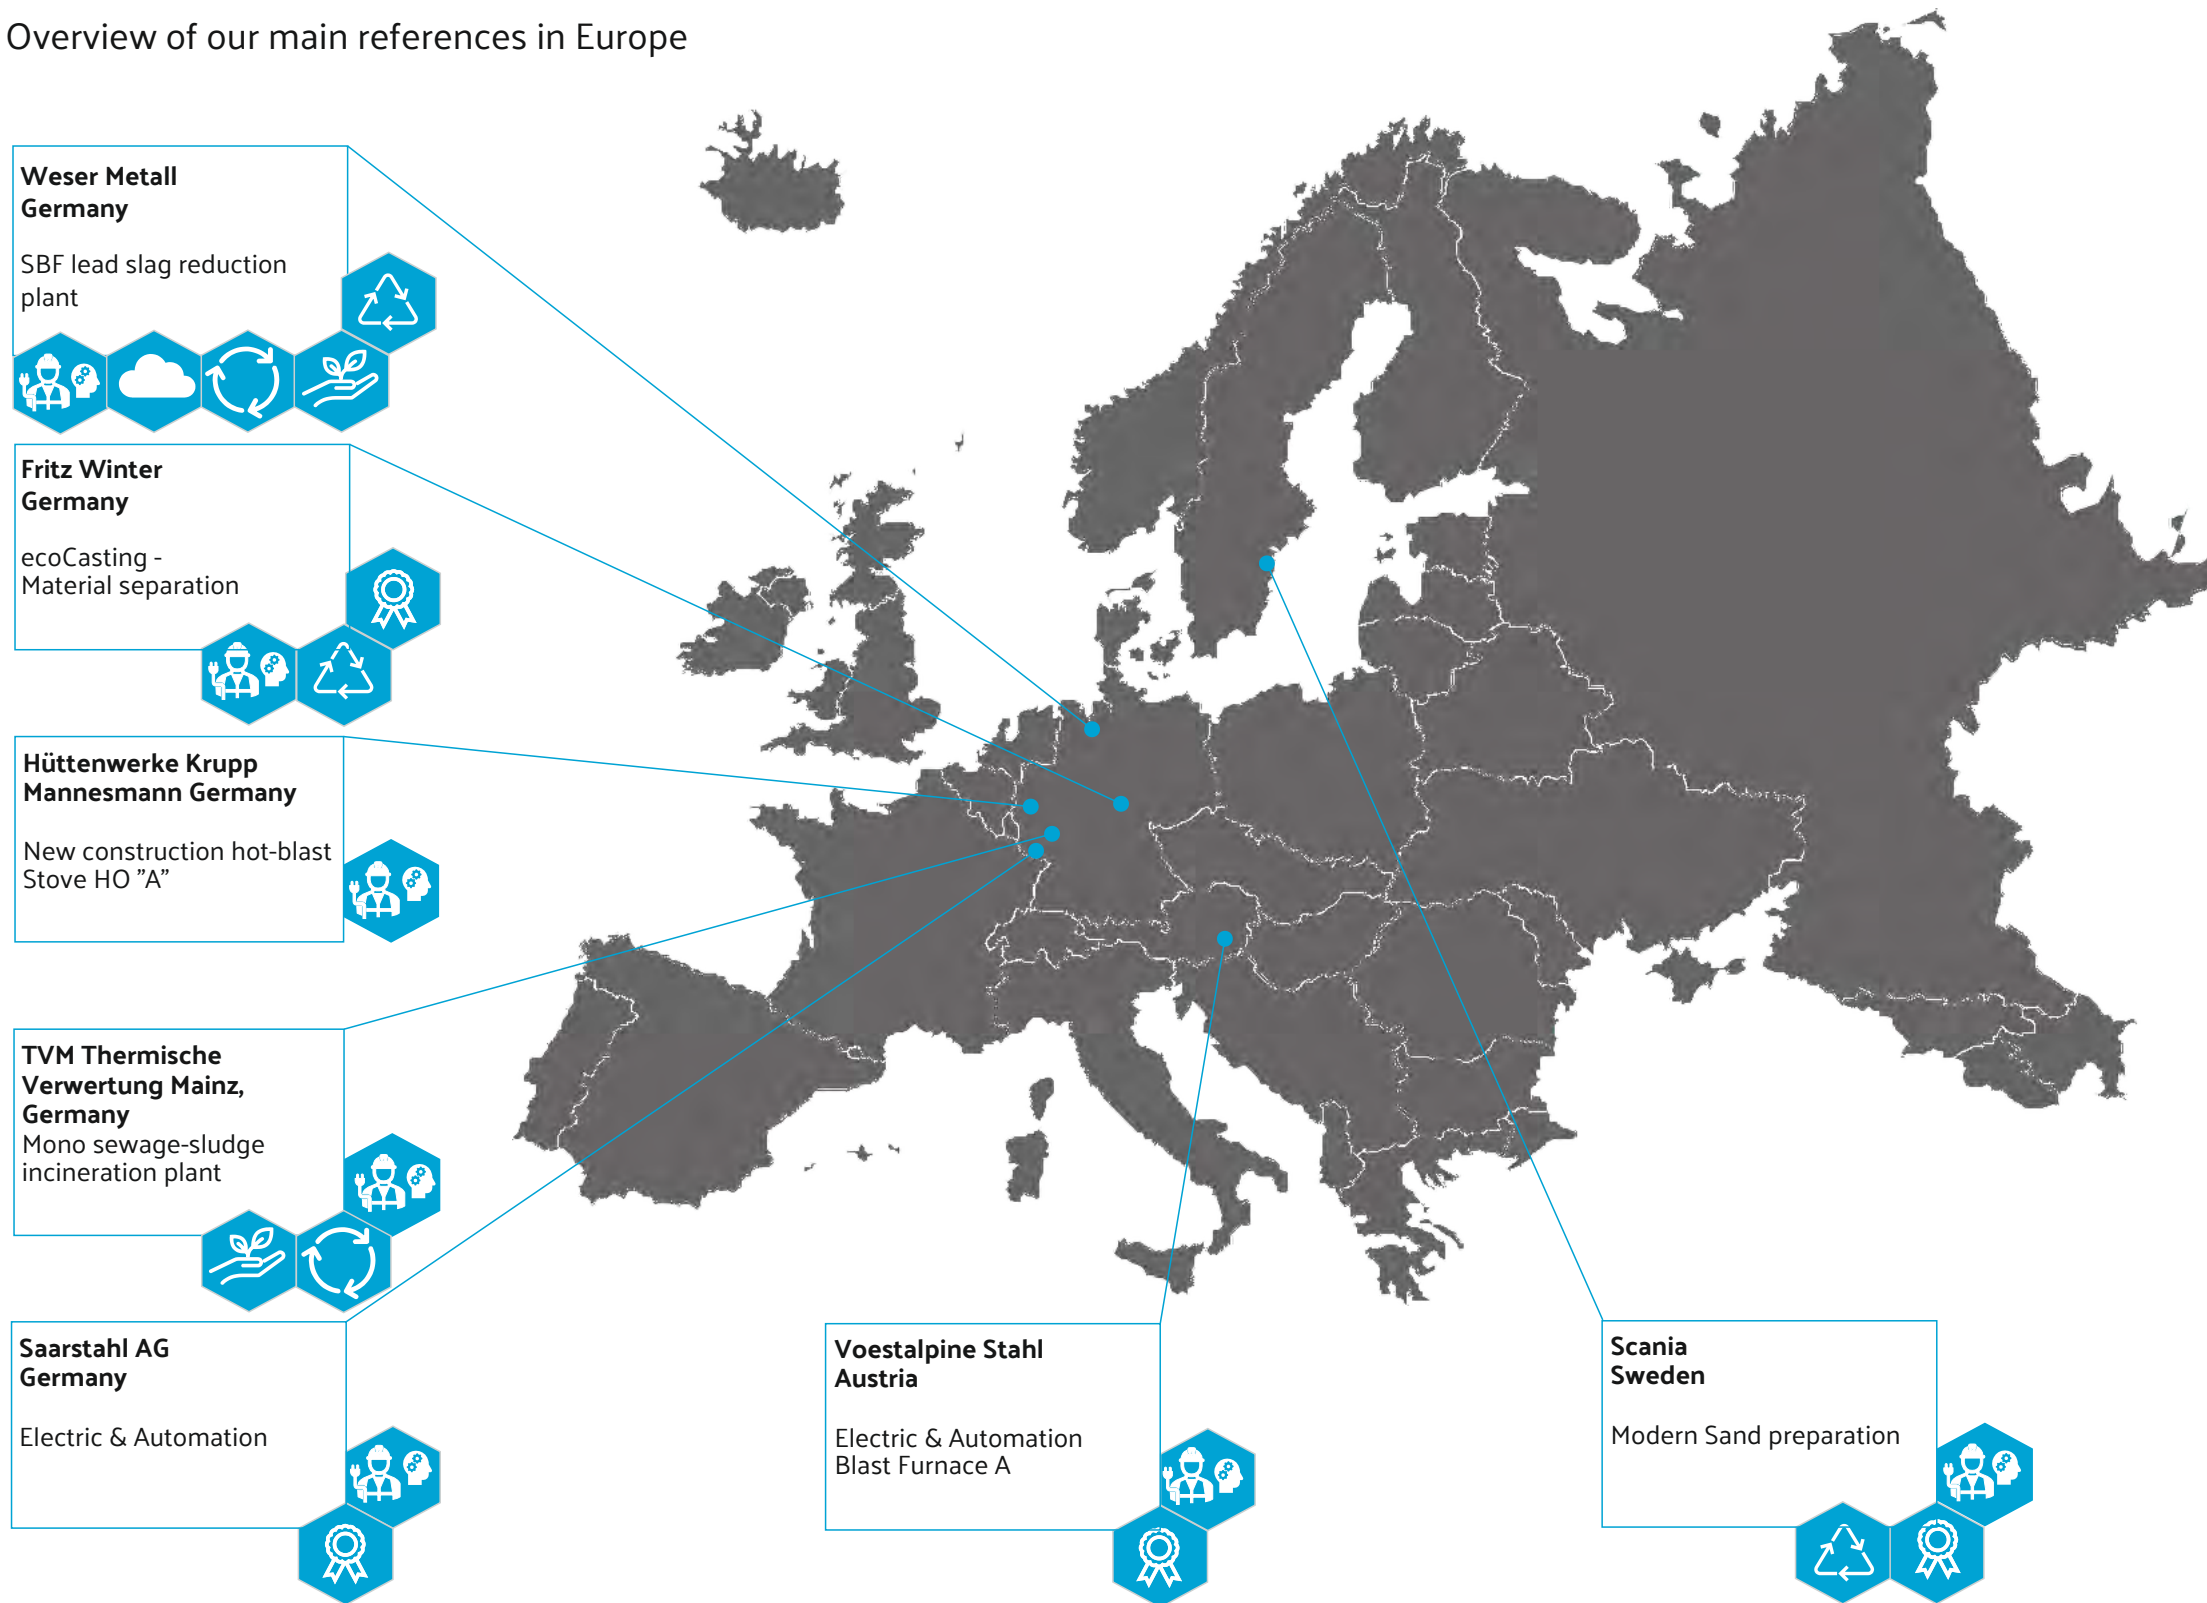 Overview of our main references in Europe
Weser Metall
Germany
SBF lead slag reduction
plant
Fritz Winter
Germany
ecoCasting -
Material separation
Hüttenwerke Krupp
Mannesmann Germany
New construction hot-blast
Stove HO ”A”
TVM Thermische
Verwertung Mainz,
Germany
Mono sewage-sludge
incineration plant
Saarstahl AG
Germany
Electric & Automation
Voestalpine Stahl
Austria
Electric & Automation
Blast Furnace A
Scania
Sweden
Modern Sand preparation